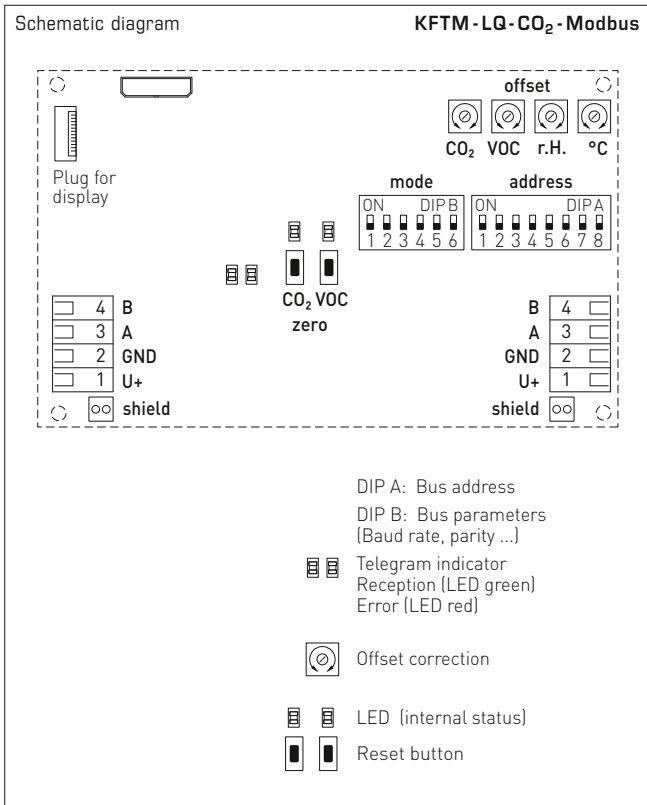 Schematic diagram KFTM-LQ-CO₂-Modbus
offset
CO₂ VOC r.H. °C
Plug for
display
mode address
ON DIP B ON DIP A
1 2 3 4 5 6 1 2 3 4 5 6 7 8
CO₂ VOC
zero
4 B B 4
3 A A 3
2 GND GND 2
1 U+ U+ 1
shield shield
DIP A: Bus address
DIP B: Bus parameters
(Baud rate, parity ...)
Telegram indicator
Reception (LED green)
Error (LED red)
Offset correction
LED (internal status)
Reset button